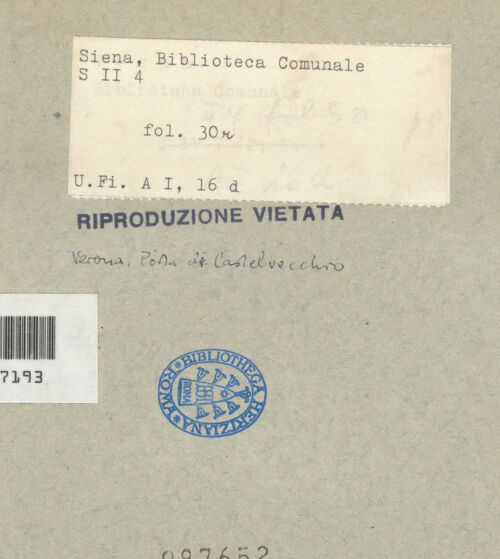 Siena, Biblioteca Comunale
S II 4
fol. 30r
U.Fi. A I, 16 d
RIPRODUZIONE VIETATA
Verona, Porta di Castelvecchio
7193
BIBLIOTHECA HERTZIANA ROMA
ROMA
087652